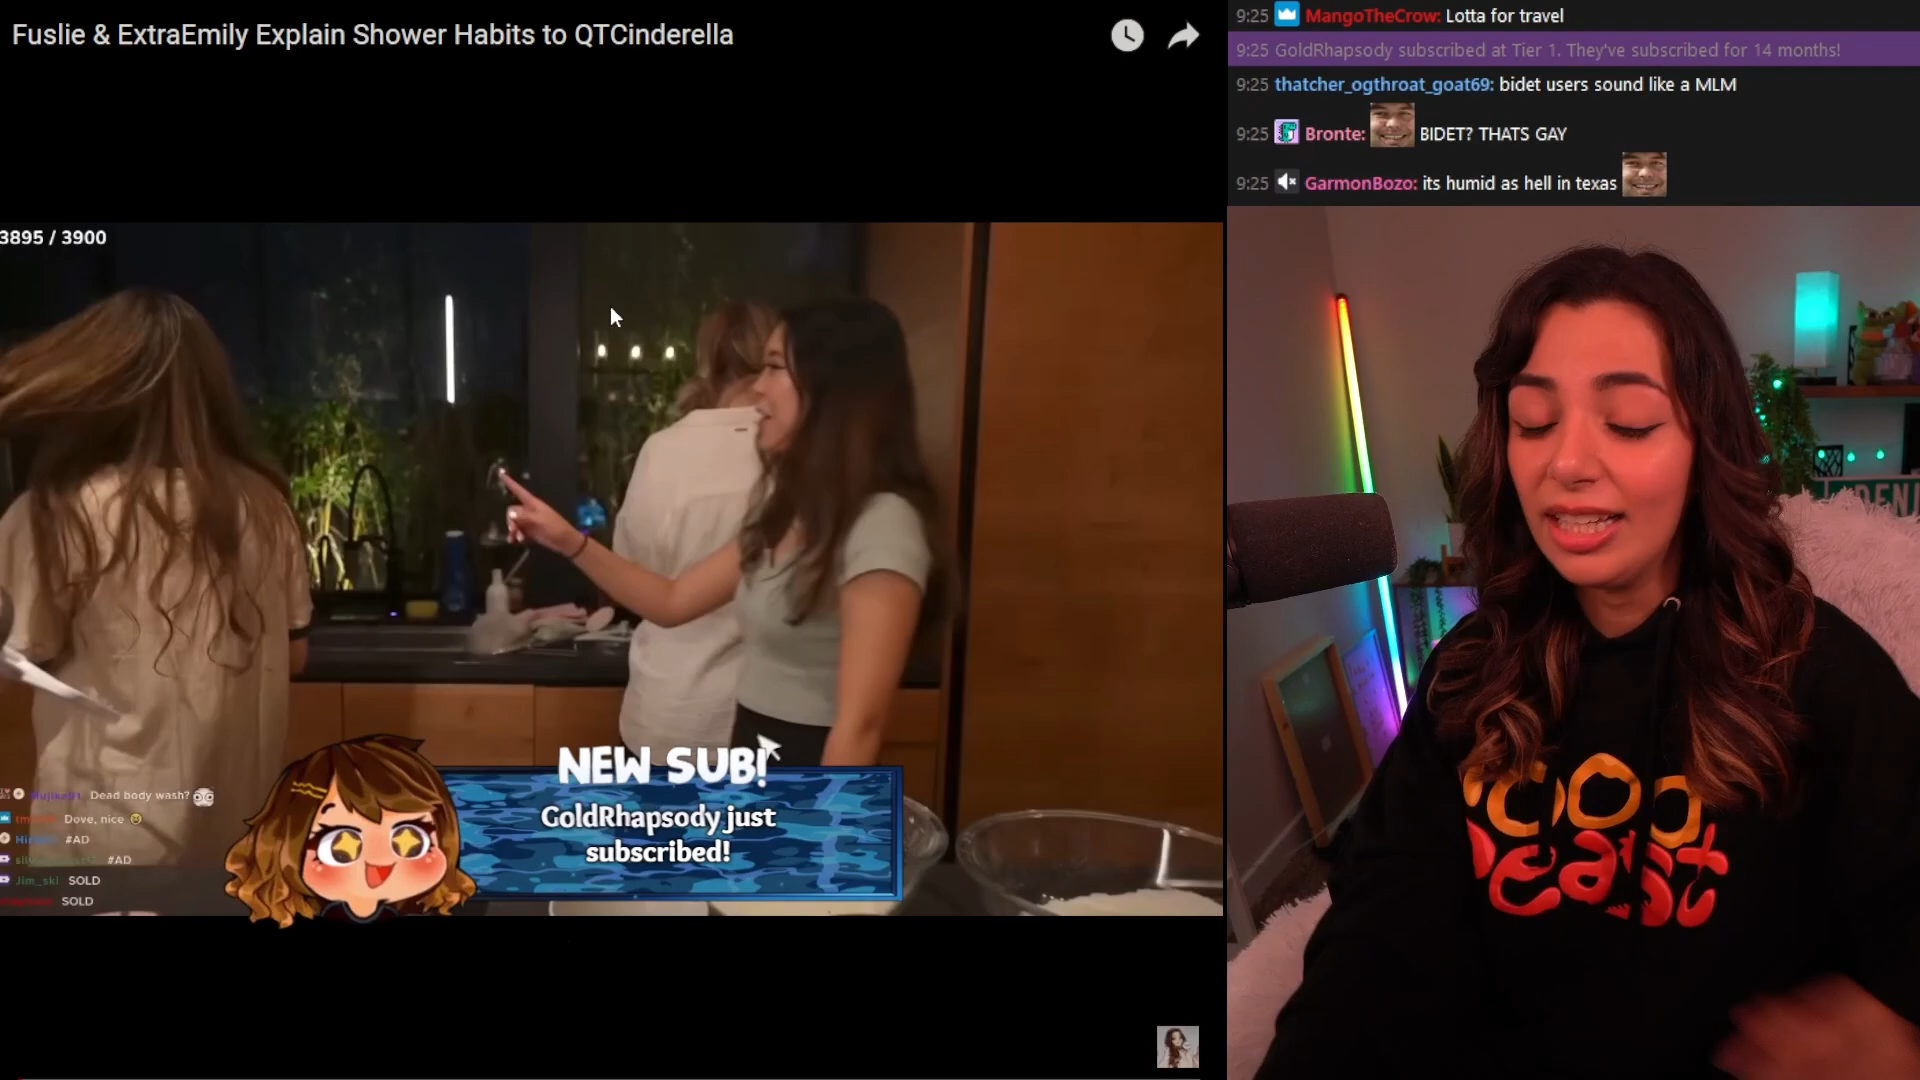 Fuslie & ExtraEmily Explain Shower Habits to QTCinderella
9:25 MangoTheCrow: Lotta for travel
9:25 GoldRhapsody subscribed at Tier 1. They've subscribed for 14 months!
9:25 thatcher_ogthroat_goat69: bidet users sound like a MLM
9:25 Bronte: BIDET? THATS GAY
9:25 GarmonBozo: its humid as hell in texas
3895 / 3900
NEW SUB!
GoldRhapsody just
subscribed!
Dead body wash?
Dove, nice
#AD
#AD
Jim_ski SOLD
SOLD